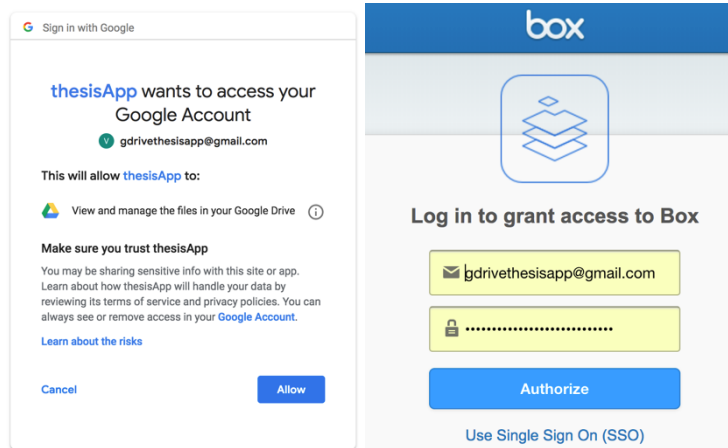 Sign in with Google
thesisApp wants to access your
Google Account
V gdrivethesisapp@gmail.com
This will allow thesisApp to:
View and manage the files in your Google Drive
Make sure you trust thesisApp
You may be sharing sensitive info with this site or app.
Learn about how thesisApp will handle your data by
reviewing its terms of service and privacy policies. You can
always see or remove access in your Google Account.
Learn about the risks
Cancel
Allow
box
Log in to grant access to Box
gdrivethesisapp@gmail.com
Authorize
Use Single Sign On (SSO)